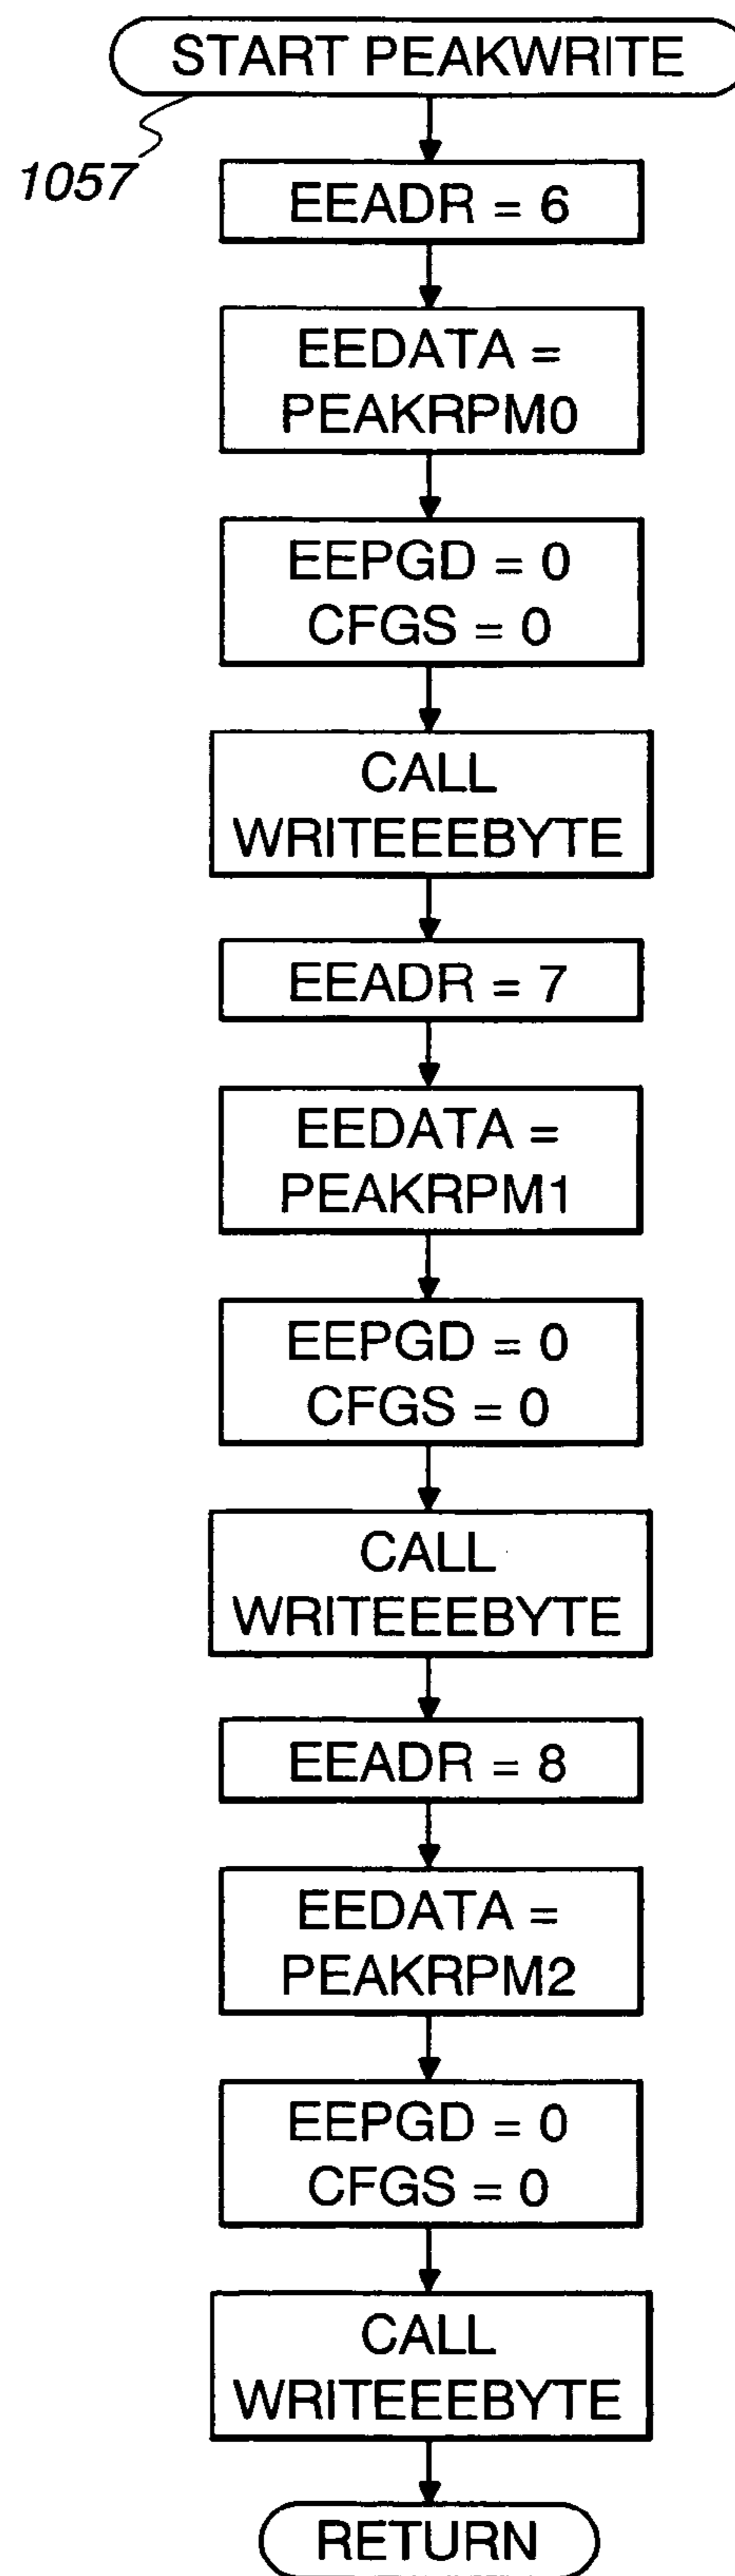 START PEAKWRITE
1057
EEADR = 6
EEDATA =
PEAKRPM0
EEPGD = 0
CFGS = 0
CALL
WRITEEEBYTE
EEADR = 7
EEDATA =
PEAKRPM1
EEPGD = 0
CFGS = 0
CALL
WRITEEEBYTE
EEADR = 8
EEDATA =
PEAKRPM2
EEPGD = 0
CFGS = 0
CALL
WRITEEEBYTE
RETURN